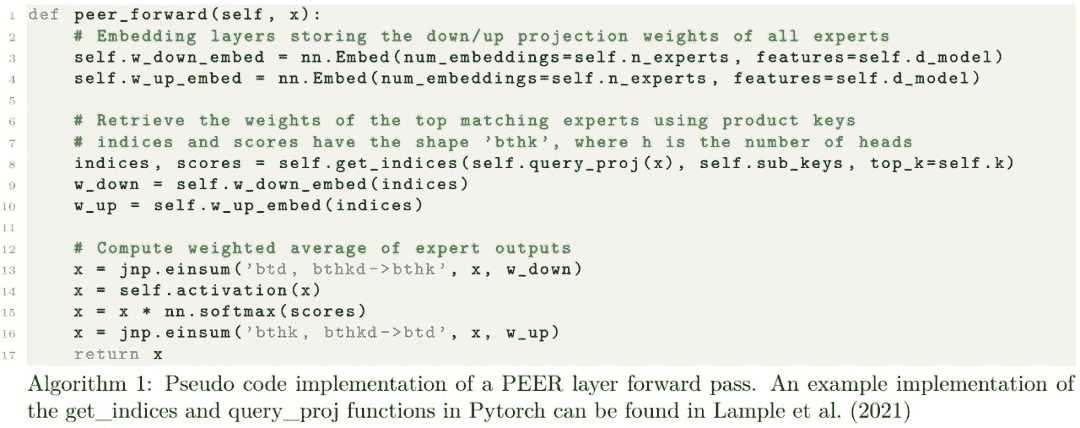 1 def peer_forward(self, x):
2 # Embedding layers storing the down/up projection weights of all experts
3 self.w_down_embed = nn.Embed(num_embeddings=self.n_experts, features=self.d_model)
4 self.w_up_embed = nn.Embed(num_embeddings=self.n_experts, features=self.d_model)
5
6 # Retrieve the weights of the top matching experts using product keys
7 # indices and scores have the shape 'bthk', where h is the number of heads
8 indices, scores = self.get_indices(self.query_proj(x), self.sub_keys, top_k=self.k)
9 w_down = self.w_down_embed(indices)
10 w_up = self.w_up_embed(indices)
11
12 # Compute weighted average of expert outputs
13 x = jnp.einsum('btd, bthkd->bthk', x, w_down)
14 x = self.activation(x)
15 x = x * nn.softmax(scores)
16 x = jnp.einsum('bthk, bthkd->btd', x, w_up)
17 return x
Algorithm 1: Pseudo code implementation of a PEER layer forward pass. An example implementation of
the get_indices and query_proj functions in Pytorch can be found in Lample et al. (2021)